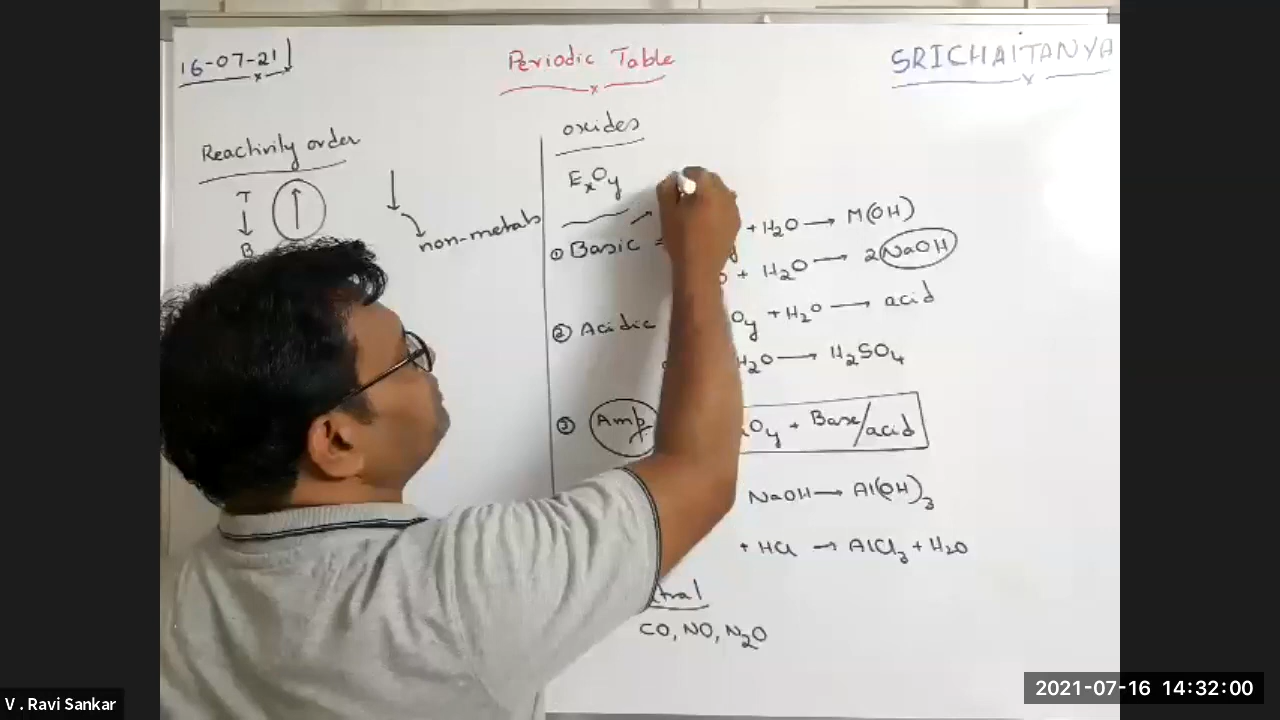 16-07-21
Periodic Table
SRICHAITANYA
Reactivity order
T
B
non-metals
oxides
ExOy
① Basic =
+ H2O → M(OH)
+ H2O → 2NaOH
② Acidic
Oy + H2O → acid
H2O → H2SO4
③ Amp
Oy + Base/acid
NaOH → Al(OH)3
+ HCl → AlCl3 + H2O
tral
CO, NO, N2O
V . Ravi Sankar
2021-07-16 14:32:00